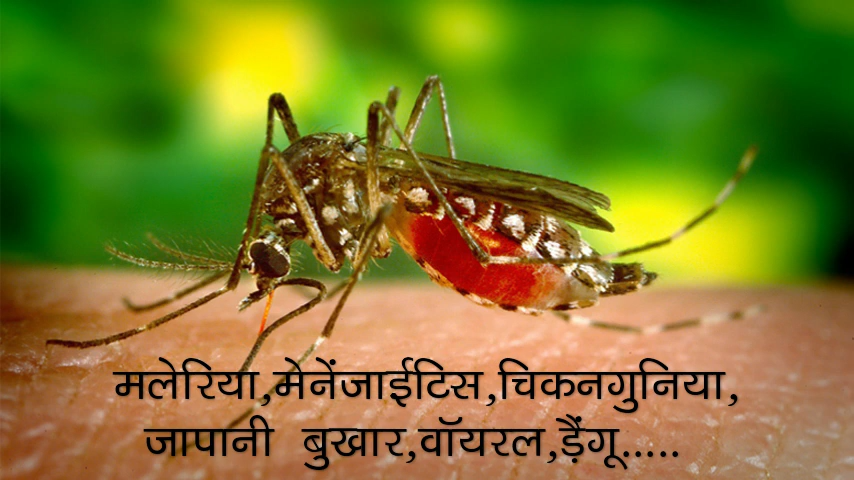 मलेरिया,मेनेंजाईटिस,चिकनगुनिया,
जापानी बुखार,वॉयरल,ड़ैंगू.....